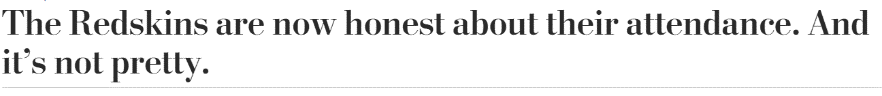 The Redskins are now honest about their attendance. And
it’s not pretty.